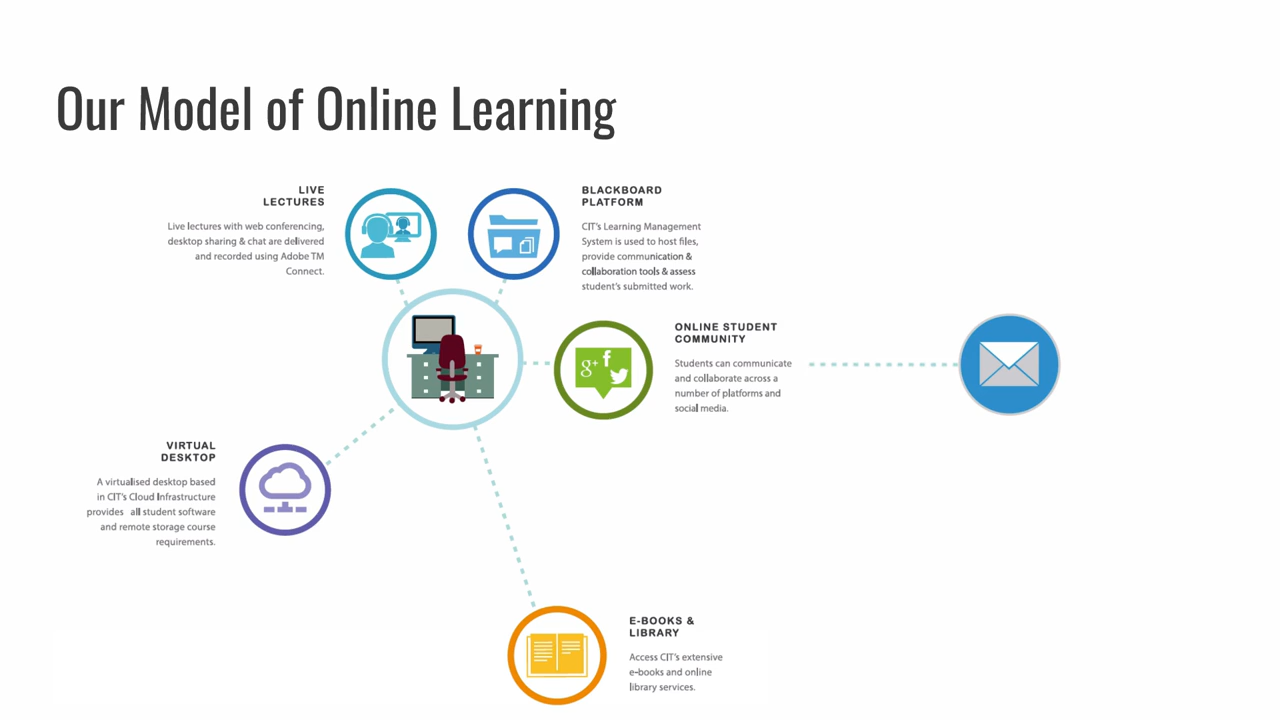 Our Model of Online Learning
LIVE
LECTURES
Live lectures with web conferencing,
desktop sharing & chat are delivered
and recorded using Adobe TM
Connect.
BLACKBOARD
PLATFORM
CIT's Learning Management
System is used to host files,
provide communication &
collaboration tools & assess
student's submitted work.
ONLINE STUDENT
COMMUNITY
Students can communicate
and collaborate across a
number of platforms and
social media.
g+ f
VIRTUAL
DESKTOP
A virtualised desktop based
in CIT's Cloud Infrastructure
provides all student software
and remote storage course
requirements.
E-BOOKS &
LIBRARY
Access CIT's extensive
e-books and online
library services.